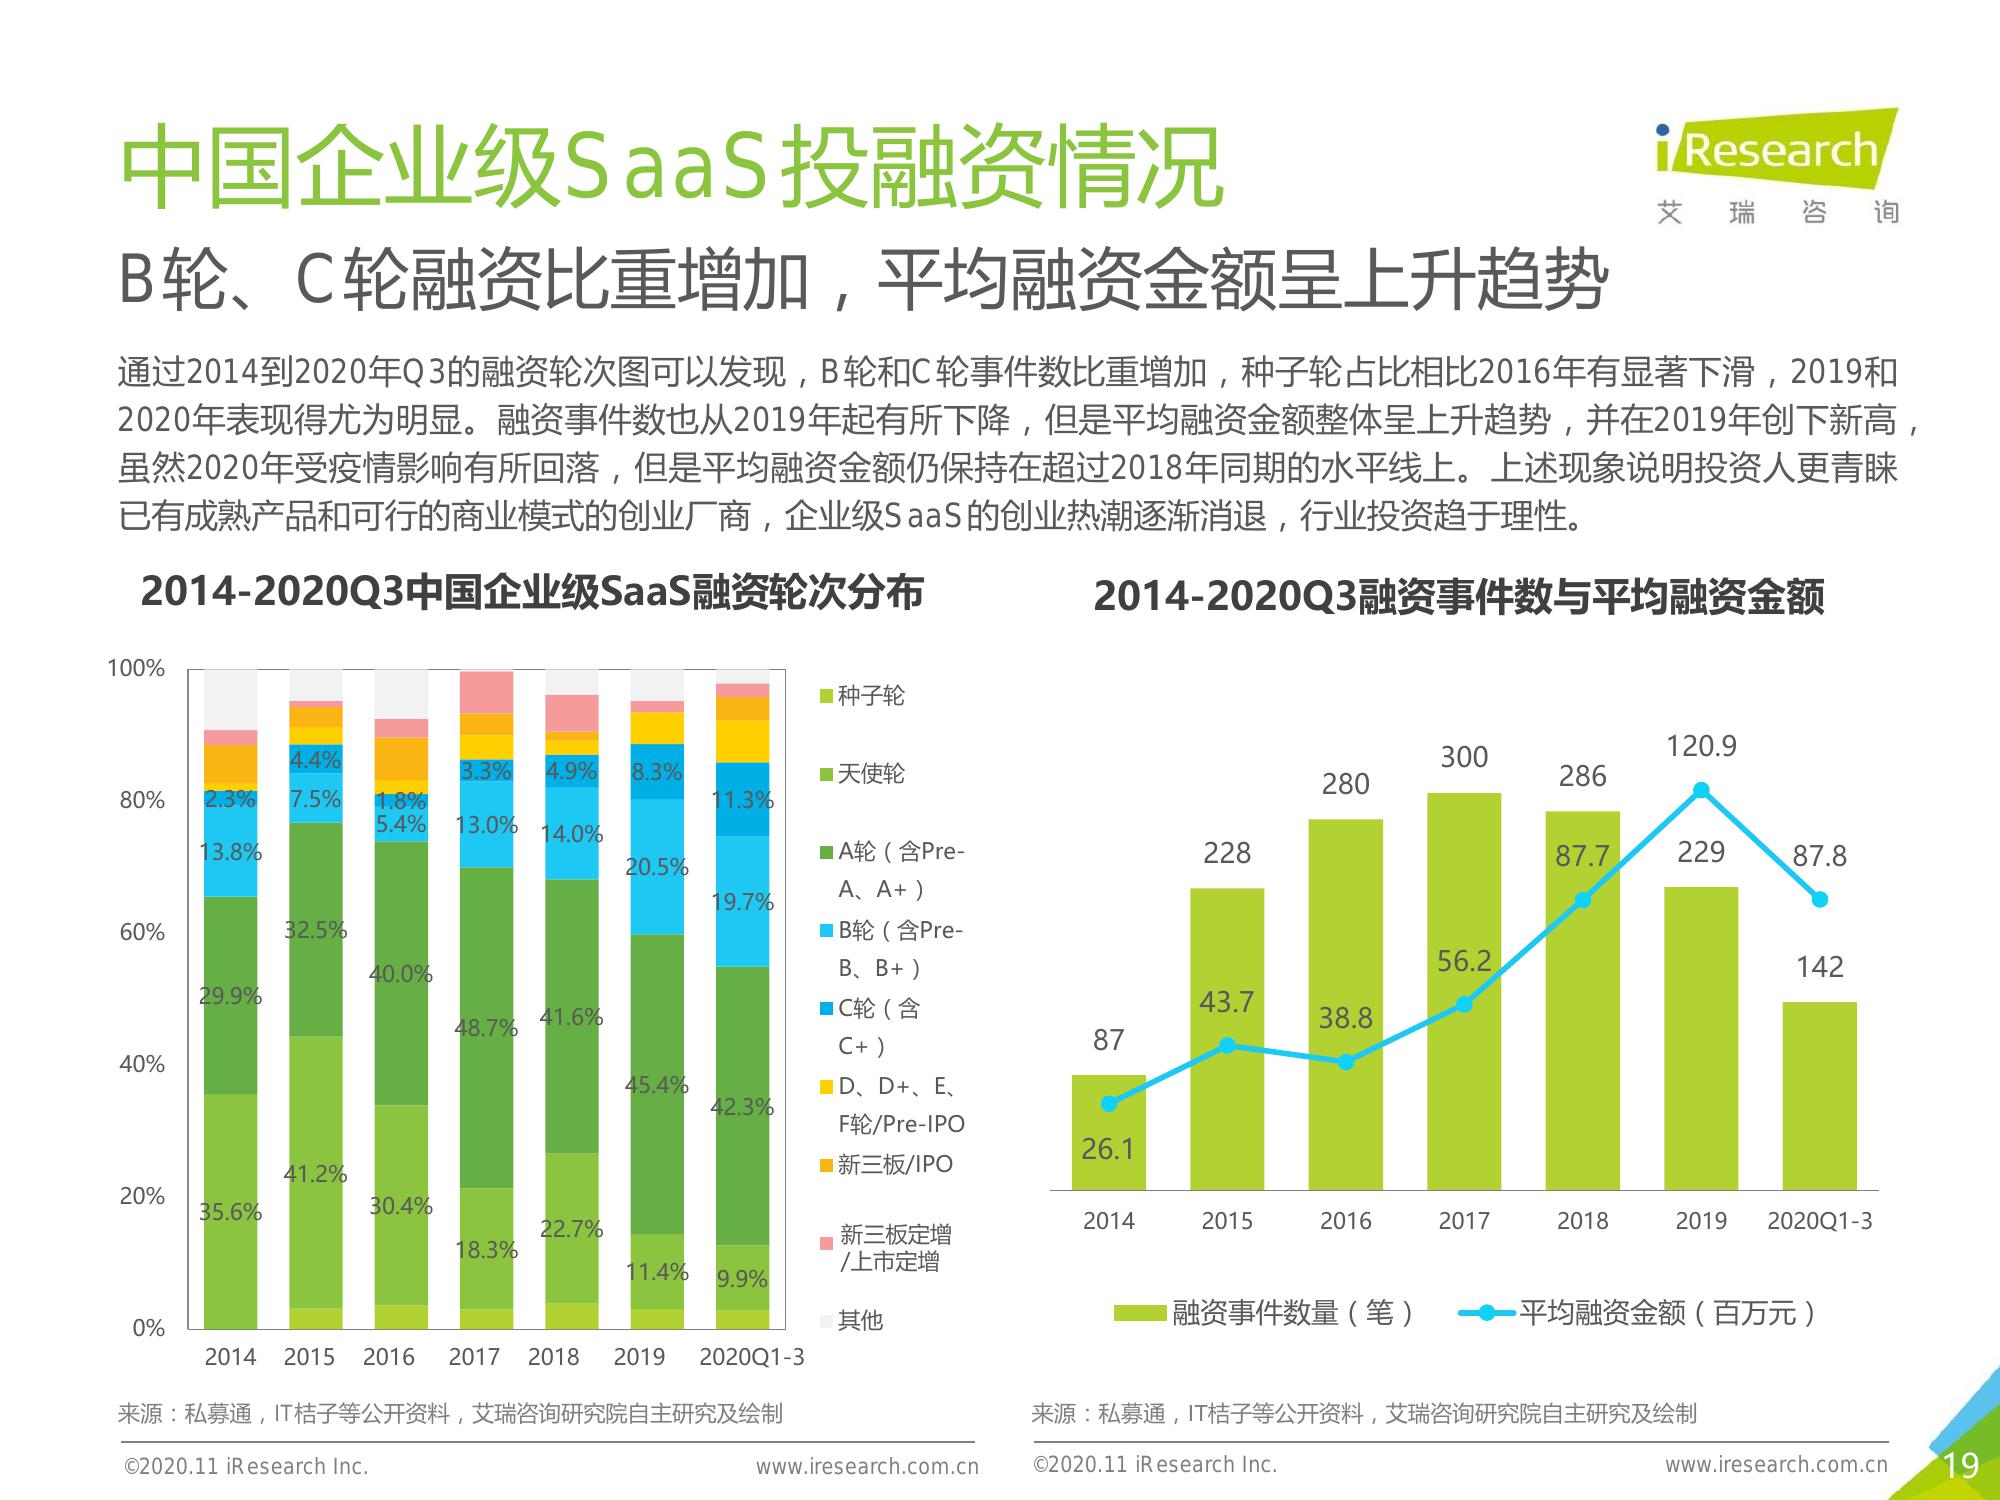 中国企业级SaaS投融资情况
iResearch
艾瑞咨询
B轮、C轮融资比重增加，平均融资金额呈上升趋势
通过2014到2020年Q3的融资轮次图可以发现，B轮和C轮事件数比重增加，种子轮占比相比2016年有显著下滑，2019和
2020年表现得尤为明显。融资事件数也从2019年起有所下降，但是平均融资金额整体呈上升趋势，并在2019年创下新高，
虽然2020年受疫情影响有所回落，但是平均融资金额仍保持在超过2018年同期的水平线上。上述现象说明投资人更青睐
已有成熟产品和可行的商业模式的创业厂商，企业级SaaS的创业热潮逐渐消退，行业投资趋于理性。
2014-2020Q3中国企业级SaaS融资轮次分布
100%
80%
60%
40%
20%
0%
2.3%
13.8%
29.9%
35.6%
4.4%
7.5%
32.5%
41.2%
1.8%
5.4%
40.0%
30.4%
3.3%
13.0%
48.7%
18.3%
4.9%
14.0%
41.6%
22.7%
8.3%
20.5%
45.4%
11.4%
11.3%
19.7%
42.3%
9.9%
2014 2015 2016 2017 2018 2019 2020Q1-3
种子轮
天使轮
A轮（含Pre-
A、A+）
B轮（含Pre-
B、B+）
C轮（含
C+）
D、D+、E、
F轮/Pre-IPO
新三板/IPO
新三板定增
/上市定增
其他
来源：私募通，IT桔子等公开资料，艾瑞咨询研究院自主研究及绘制
©2020.11 iResearch Inc. www.iresearch.com.cn
2014-2020Q3融资事件数与平均融资金额
87
228
280
300
286
229
142
26.1
43.7
38.8
56.2
87.7
120.9
87.8
2014 2015 2016 2017 2018 2019 2020Q1-3
融资事件数量（笔） 平均融资金额（百万元）
来源：私募通，IT桔子等公开资料，艾瑞咨询研究院自主研究及绘制
©2020.11 iResearch Inc. www.iresearch.com.cn
19